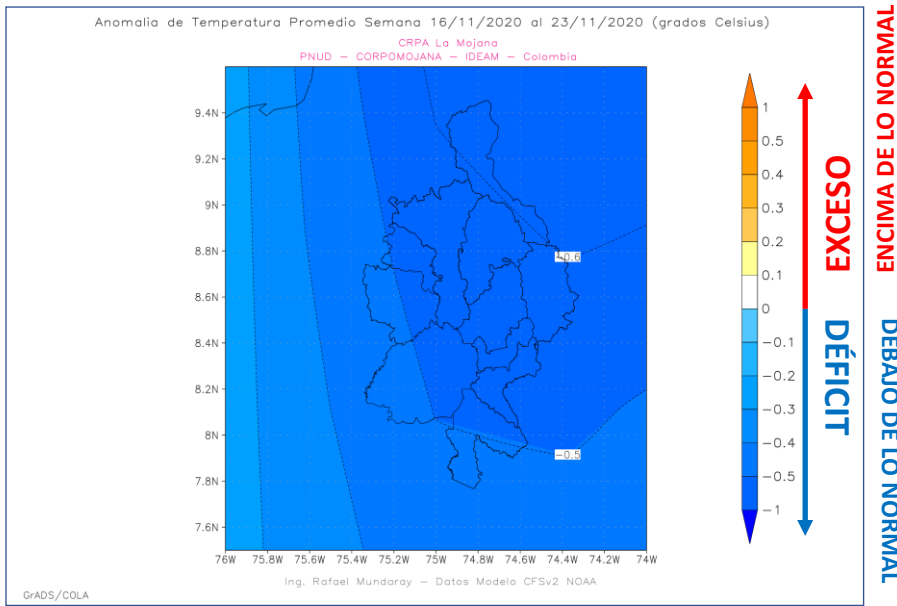 Anomalia de Temperatura Promedio Semana 16/11/2020 al 23/11/2020 (grados Celsius)
CRPA La Mojana
PNUD – CORPOMOJANA – IDEAM – Colombia
9.4N
9.2N
9N
8.8N
8.6N
8.4N
8.2N
8N
7.8N
7.6N
76W
75.8W
75.6W
75.4W
75.2W
75W
74.8W
74.6W
74.4W
74.2W
74W
-0.6
-0.5
1
0.5
0.4
0.3
0.2
0.1
0
-0.1
-0.2
-0.3
-0.4
-0.5
-1
EXCESO
DÉFICIT
ENCIMA DE LO NORMAL
DEBAJO DE LO NORMAL
Ing. Rafael Mundaray – Datos Modelo CFSv2 NOAA
GrADS/COLA